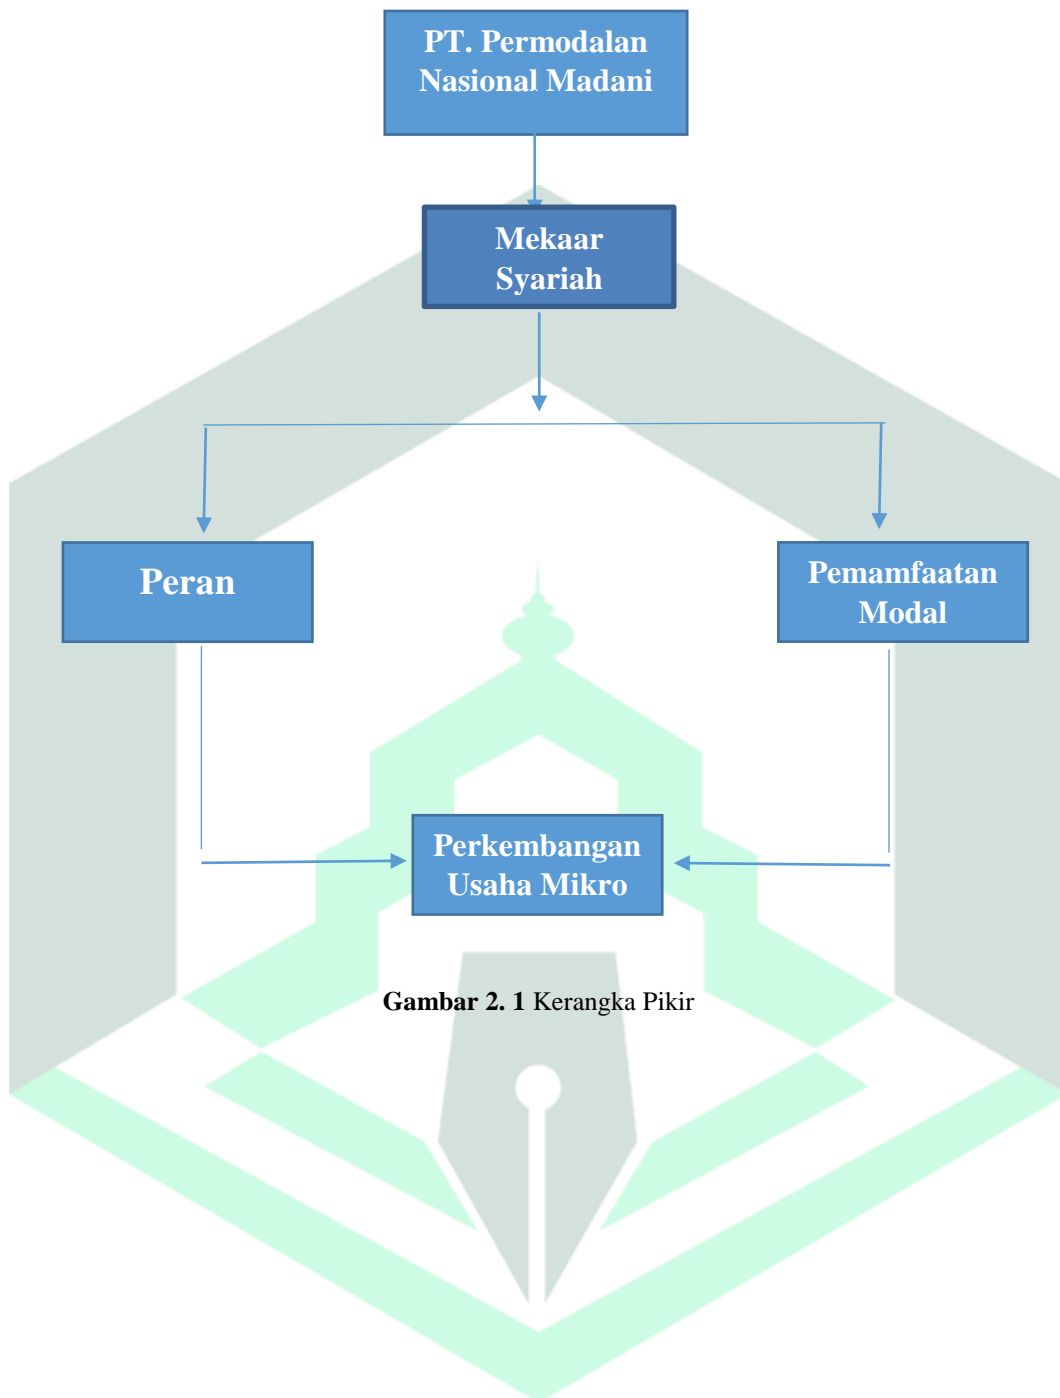 PT. Permodalan
Nasional Madani
Mekaar
Syariah
Peran
Pemamfaatan
Modal
Perkembangan
Usaha Mikro
Gambar 2. 1 Kerangka Pikir